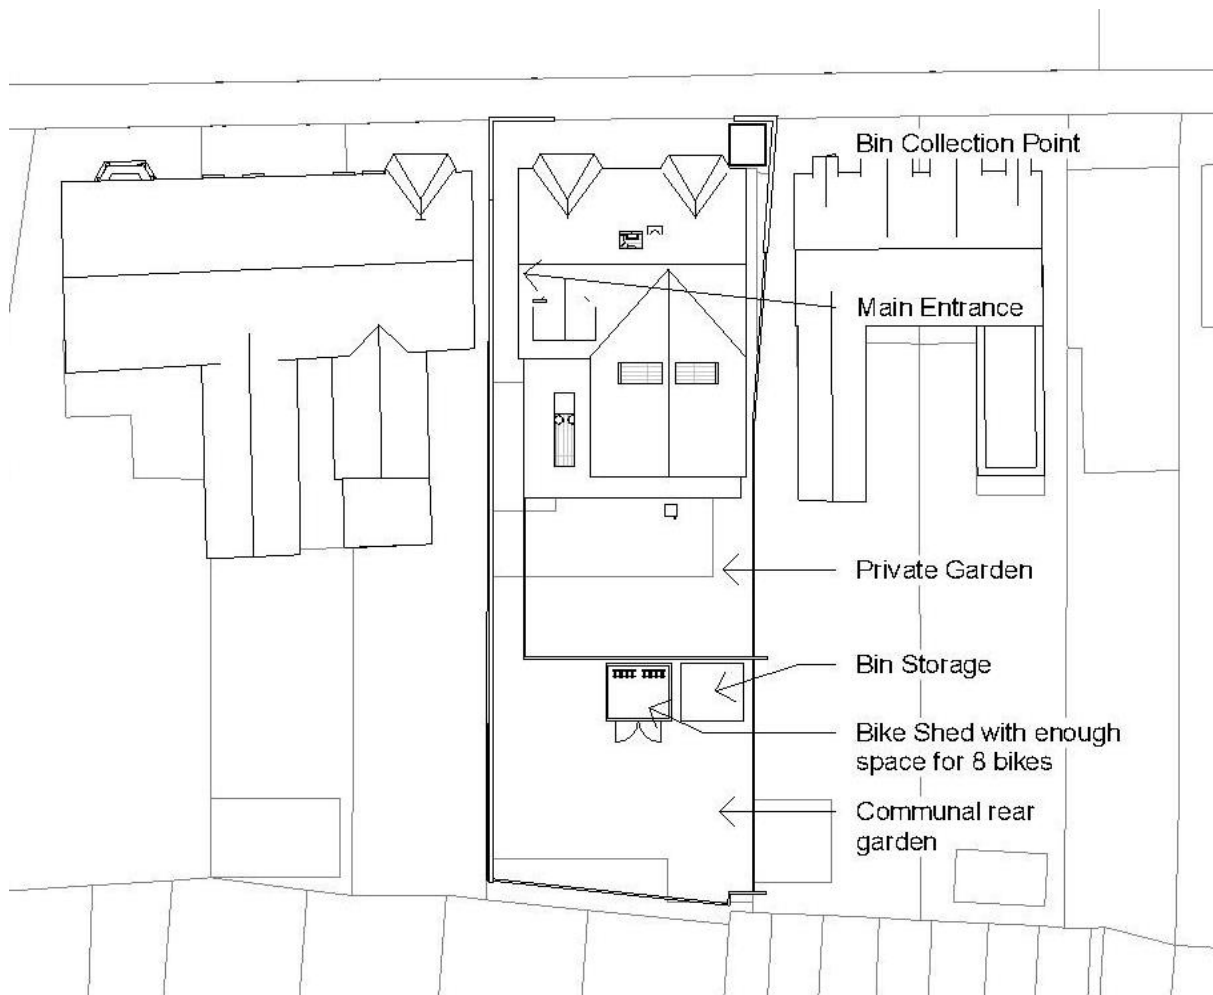 Bin Collection Point
Main Entrance
Private Garden
Bin Storage
Bike Shed with enough
space for 8 bikes
Communal rear
garden